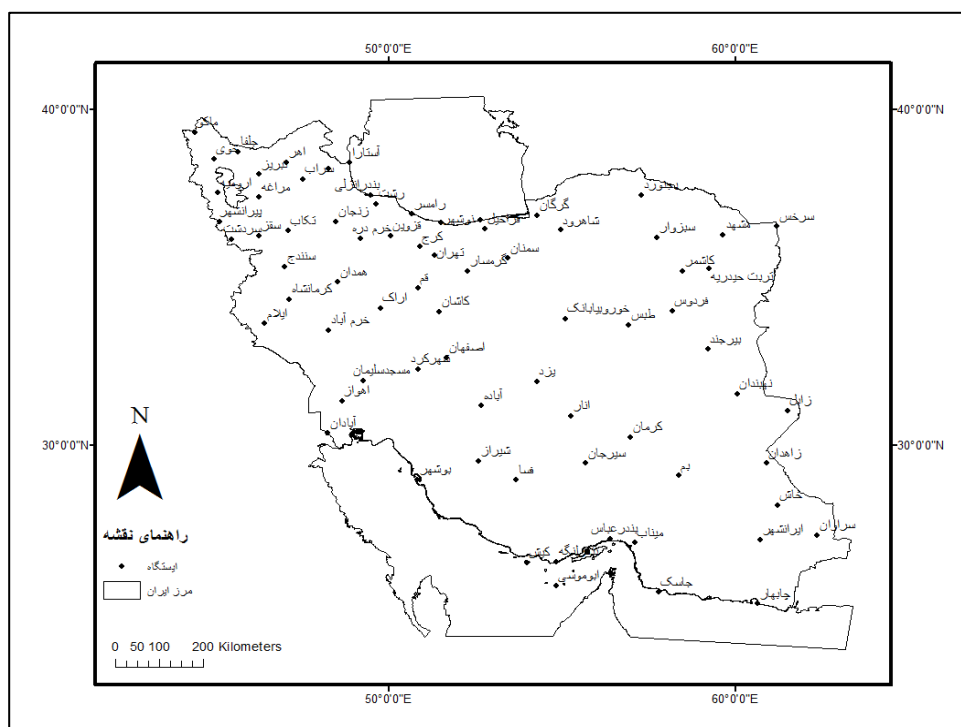 50°0'0"E
60°0'0"E
40°0'0"N
40°0'0"N
ماکو
جلفا
خوی
اهر
آستارا
تبریز
سراب
ارومیه
مراغه
بندرانزلی
رشت
پیرانشهر
سردشت
سقز
تکاب
زنجان
خرم دره
قزوین
رامسر
نوشهر
قراخیل
گرگان
شاهرود
بجنورد
سبزوار
مشهد
سرخس
کرج
تهران
سمنان
گرمسار
سنندج
همدان
قم
کاشمر
تربت حیدریه
کرمانشاه
اراک
کاشان
خوروبیابانک
طبس
فردوس
ایلام
خرم آباد
اصفهان
شهرکرد
بیرجند
مسجدسلیمان
یزد
اهواز
آباده
انار
نهبندان
زابل
آبادان
کرمان
30°0'0"N
30°0'0"N
شیراز
سیرجان
زاهدان
بوشهر
فسا
بم
خاش
بندرعباس
میناب
ایرانشهر
سراران
کیش
ابوموسی
جاسک
چابهار
N
راهنمای نقشه
ایستگاه
مرز ایران
0 50 100 200 Kilometers
50°0'0"E
60°0'0"E